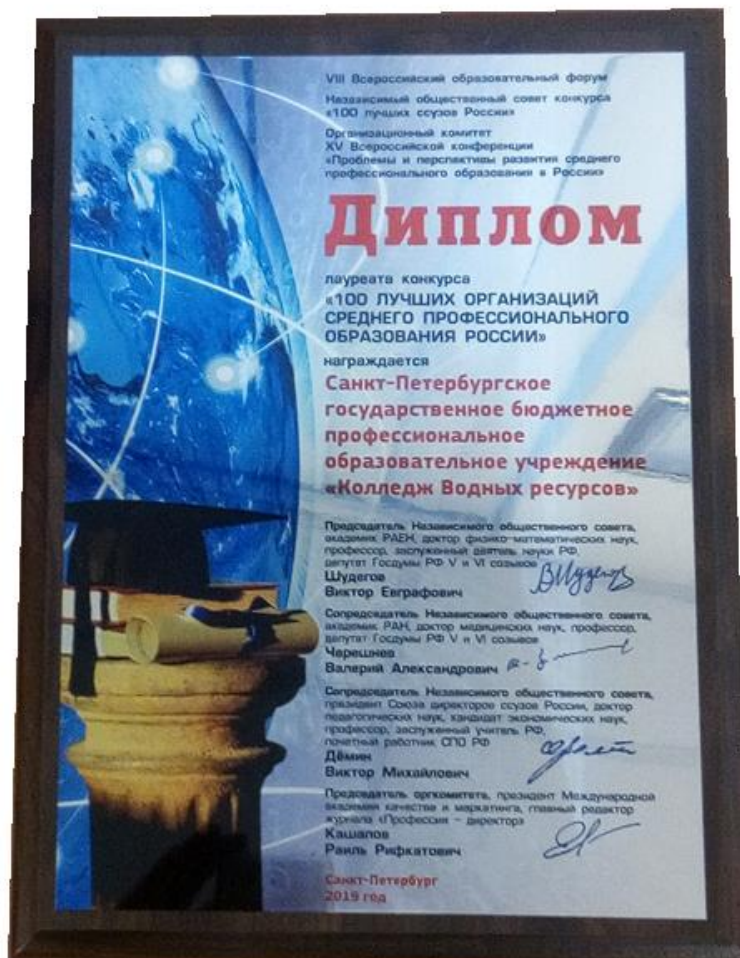 VIII Всероссийский образовательный форум
Независимый общественный совет конкурса
«100 лучших ссузов России»
Организационный комитет
XV Всероссийской конференции
«Проблемы и перспективы развития среднего
профессионального образования в России»
Диплом
лауреата конкурса
«100 ЛУЧШИХ ОРГАНИЗАЦИЙ
СРЕДНЕГО ПРОФЕССИОНАЛЬНОГО
ОБРАЗОВАНИЯ РОССИИ»
награждается
Санкт-Петербургское
государственное бюджетное
профессиональное
образовательное учреждение
«Колледж Водных ресурсов»
Председатель Независимого общественного совета,
академик РАЕН, доктор физико-математических наук,
профессор, заслуженный деятель науки РФ,
депутат Госдумы РФ V и VI созывов
Шудегов
Виктор Евграфович
Сопредседатель Независимого общественного совета,
академик РАН, доктор медицинских наук, профессор,
депутат Госдумы РФ V и VI созывов
Черешнев
Валерий Александрович
Сопредседатель Независимого общественного совета,
президент Союза директоров ссузов России, доктор
педагогических наук, кандидат экономических наук,
профессор, заслуженный учитель РФ,
почетный работник СПО РФ
Дёмин
Виктор Михайлович
Председатель оргкомитета, президент Международной
академии качества и маркетинга, главный редактор
журнала «Профессия – директор»
Кашапов
Раиль Рифкатович
Санкт-Петербург
2019 год